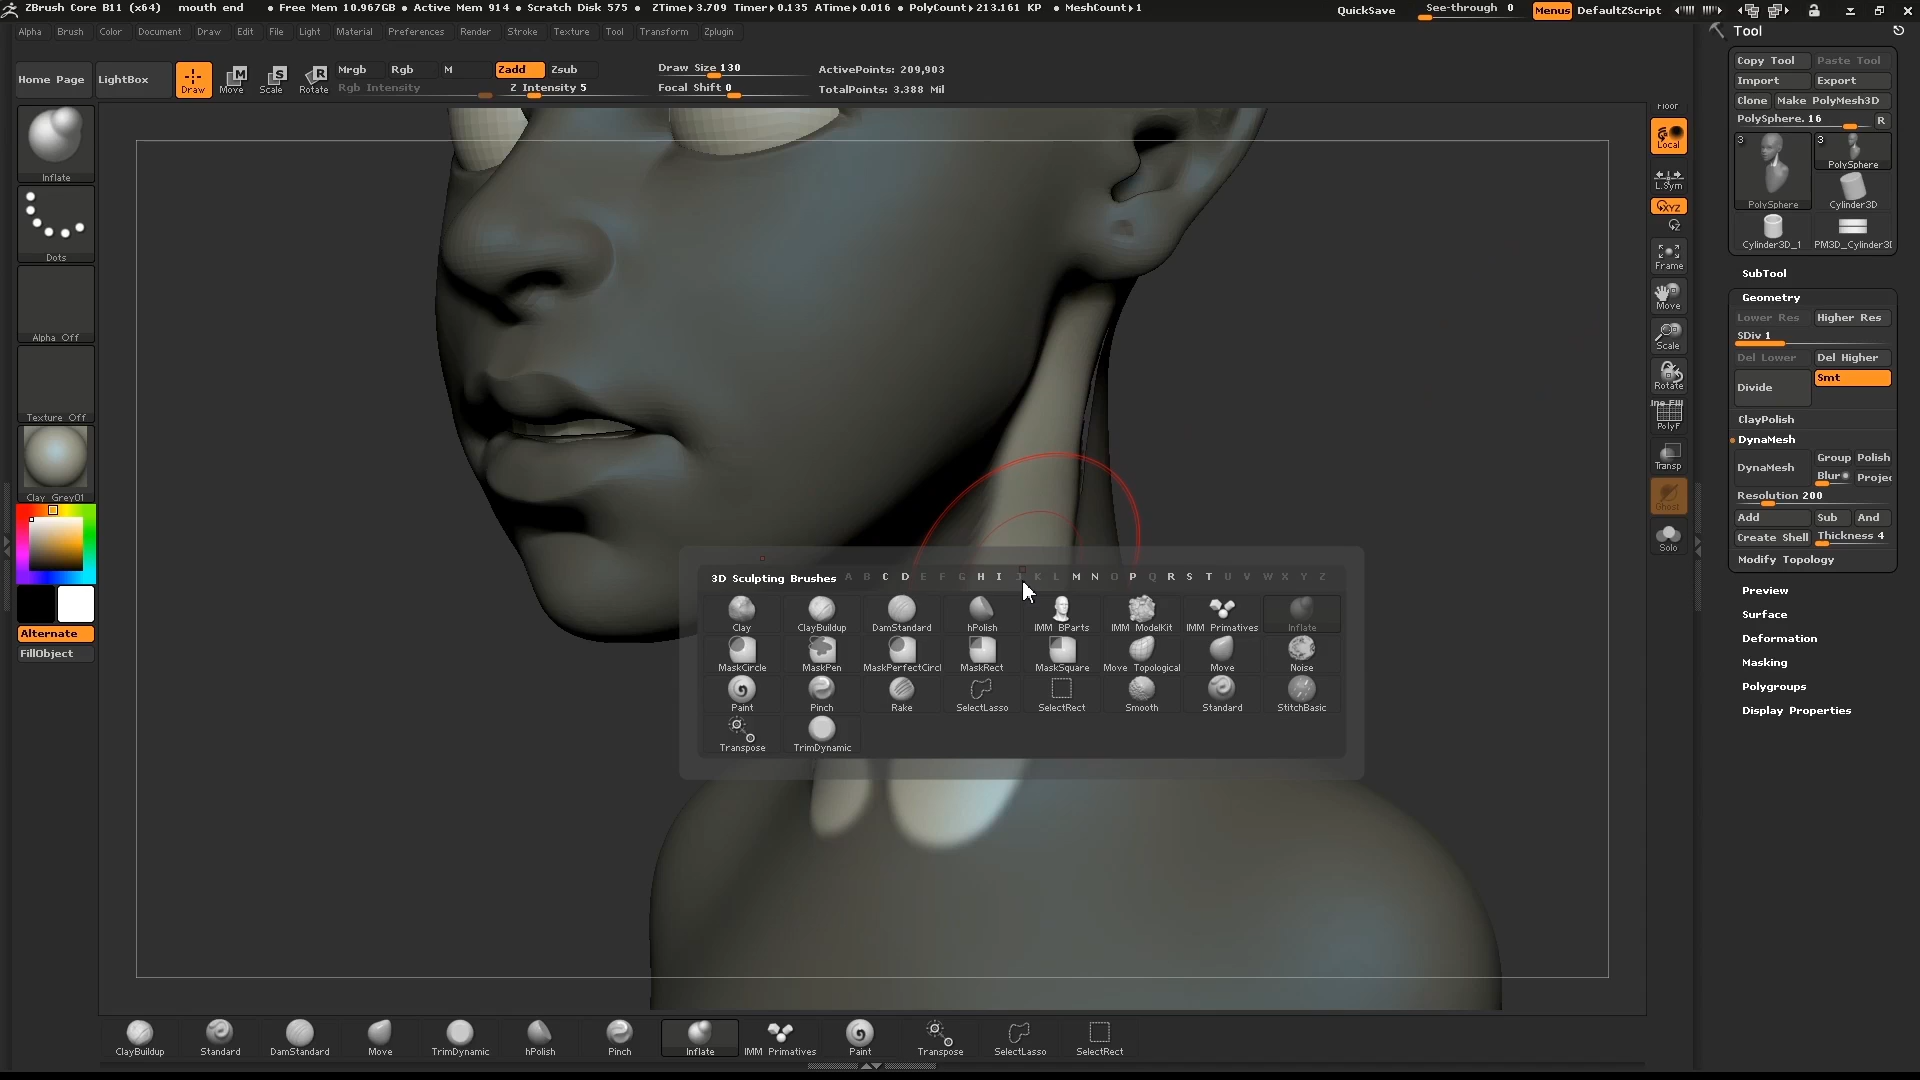 ZBrush Core B11 (x64) mouth end ● Free Mem 10.967GB ● Active Mem 914 ● Scratch Disk 575 ● ZTime▸3.709 Timer▸0.135 ATime▸0.016 ● PolyCount▸213.161 KP ● MeshCount▸1
QuickSave See-through 0 Menus DefaultZScript
Alpha Brush Color Document Draw Edit File Light Material Preferences Render Stroke Texture Tool Transform Zplugin
Tool
Home Page LightBox Draw Move Scale Rotate
Mrgb Rgb M Zadd Zsub
Rgb Intensity Z Intensity 5
Draw Size 130
Focal Shift 0
ActivePoints: 209,903
TotalPoints: 3.388 Mil
Copy Tool Paste Tool
Import Export
Clone Make PolyMesh3D
PolySphere. 16 R
3 3
PolySphere
PolySphere Cylinder3D
Cylinder3D_1 PM3D_Cylinder3D
SubTool
Geometry
Lower Res Higher Res
SDiv 1
Del Lower Del Higher
Divide Smt
ClayPolish
DynaMesh
DynaMesh Group Polish
Blur Projec
Resolution 200
Add Sub And
Create Shell Thickness 4
Modify Topology
Preview
Surface
Deformation
Masking
Polygroups
Display Properties
Inflate
Dots
Alpha Off
Texture Off
Clay_Grey01
Alternate
FillObject
Floor
Local
L.Sym
XYZ
Frame
Move
Scale
Rotate
Line Fill
PolyF
Transp
Ghost
Solo
3D Sculpting Brushes A B C D E F G H I J K L M N O P Q R S T U V W X Y Z
Clay ClayBuildup DamStandard hPolish IMM BParts IMM ModelKit IMM Primatives Inflate
MaskCircle MaskPen MaskPerfectCircl MaskRect MaskSquare Move Topological Move Noise
Paint Pinch Rake SelectLasso SelectRect Smooth Standard StitchBasic
Transpose TrimDynamic
ClayBuildup Standard DamStandard Move TrimDynamic hPolish Pinch Inflate IMM Primatives Paint Transpose SelectLasso SelectRect